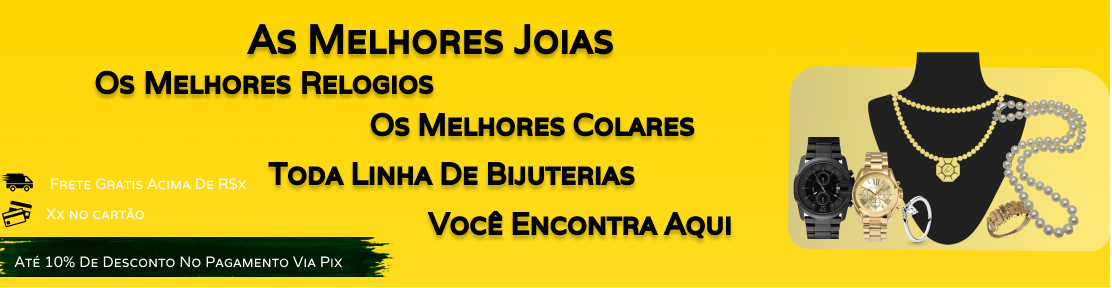 As Melhores Joias
Os Melhores Relogios
Os Melhores Colares
Toda Linha De Bijuterias
Frete Gratis Acima De R$x
Xx no cartão
Você Encontra Aqui
Até 10% De Desconto No Pagamento Via Pix